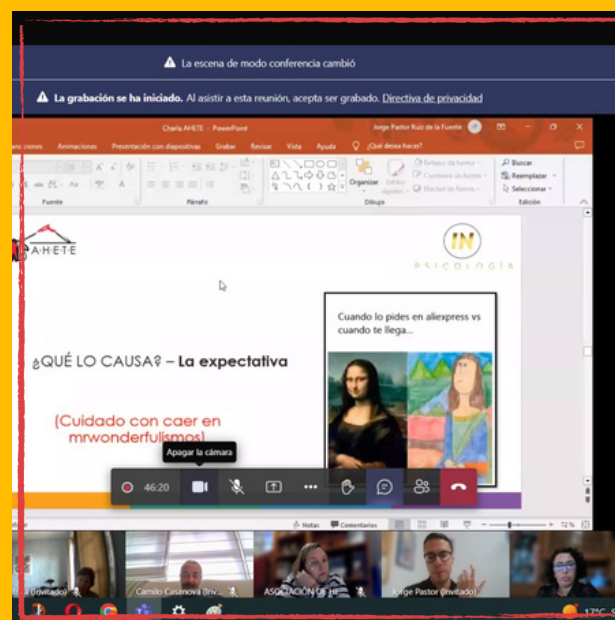 La escena de modo conferencia cambió
La grabación se ha iniciado. Al asistir a esta reunión, acepta ser grabado. Directiva de privacidad
Charla AHETE - PowerPoint
Jorge Pastor Ruiz de la Fuente
Animaciones Presentación con diapositivas Grabar Revisar Vista Ayuda ¿Qué desea hacer?
Organizar
Buscar
Reemplazar
Seleccionar
Fuente Párrafo Dibujo Edición
A·H·E·T·E
IN
PSICOLOGÍA
Cuando lo pides en aliexpress vs
cuando te llega...
¿QUÉ LO CAUSA? – La expectativa
(Cuidado con caer en
mrwonderfulismos)
Apagar la cámara
46:20
Notas Comentarios 72 %
(Invitado) Camilo Casanova (Inv... ASOCIACIÓN DE HE Jorge Pastor (Invitado)
17°C